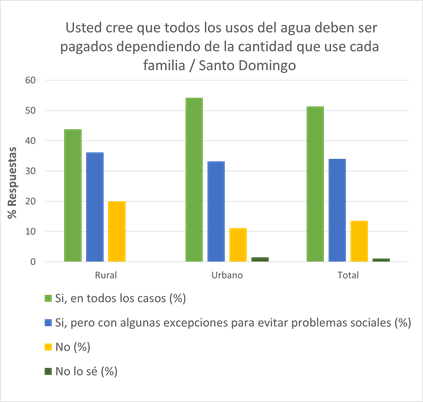 Usted cree que todos los usos del agua deben ser
pagados dependiendo de la cantidad que use cada
familia / Santo Domingo
60
50
40
30
20
10
0
% Respuestas
Rural
Urbano
Total
Si, en todos los casos (%)
Si, pero con algunas excepciones para evitar problemas sociales (%)
No (%)
No lo sé (%)